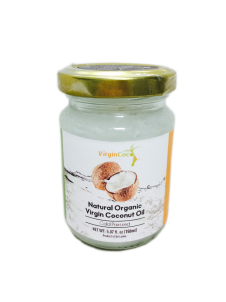 VirginCoco
Natural Organic
Virgin Coconut Oil
Cold Pressed
NET WT. 5.07 fl. oz (150ml)